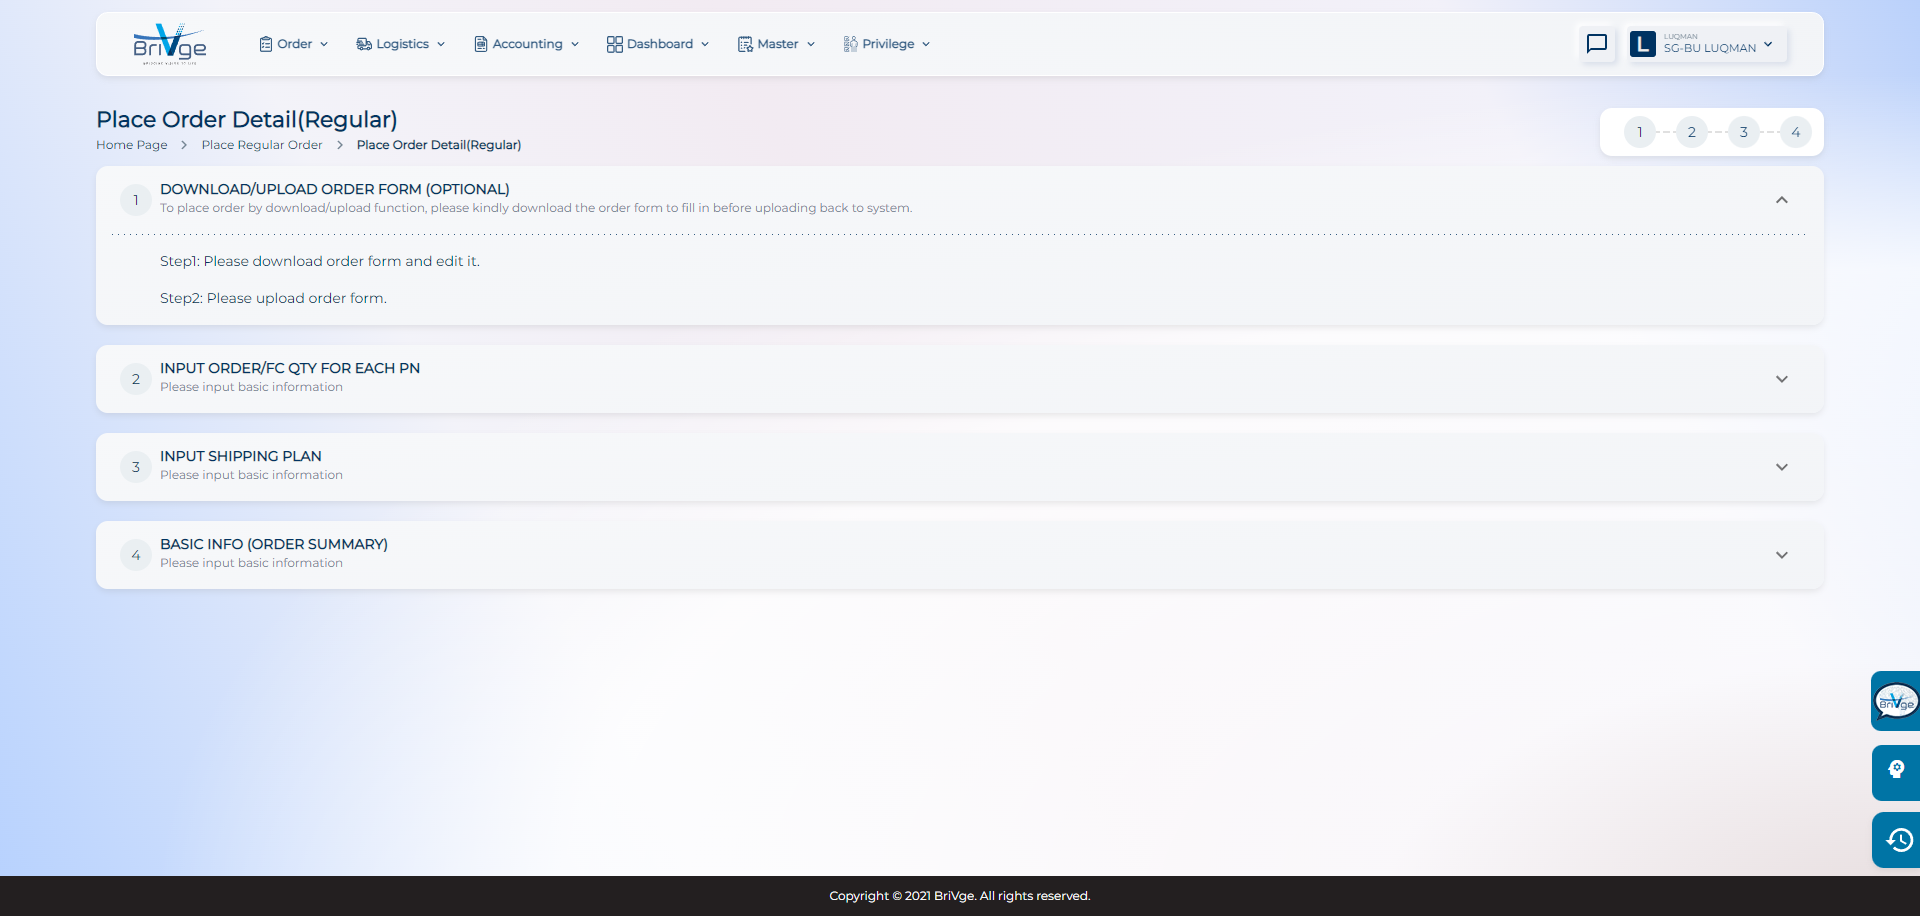 BriVge
Order
Logistics
Accounting
Dashboard
Master
Privilege
L
LUQMAN
SG-BU LUQMAN
Place Order Detail(Regular)
Home Page > Place Regular Order > Place Order Detail(Regular)
1 2 3 4
1
DOWNLOAD/UPLOAD ORDER FORM (OPTIONAL)
To place order by download/upload function, please kindly download the order form to fill in before uploading back to system.
Step1: Please download order form and edit it.
Step2: Please upload order form.
2
INPUT ORDER/FC QTY FOR EACH PN
Please input basic information
3
INPUT SHIPPING PLAN
Please input basic information
4
BASIC INFO (ORDER SUMMARY)
Please input basic information
BriVge
Copyright © 2021 BriVge. All rights reserved.